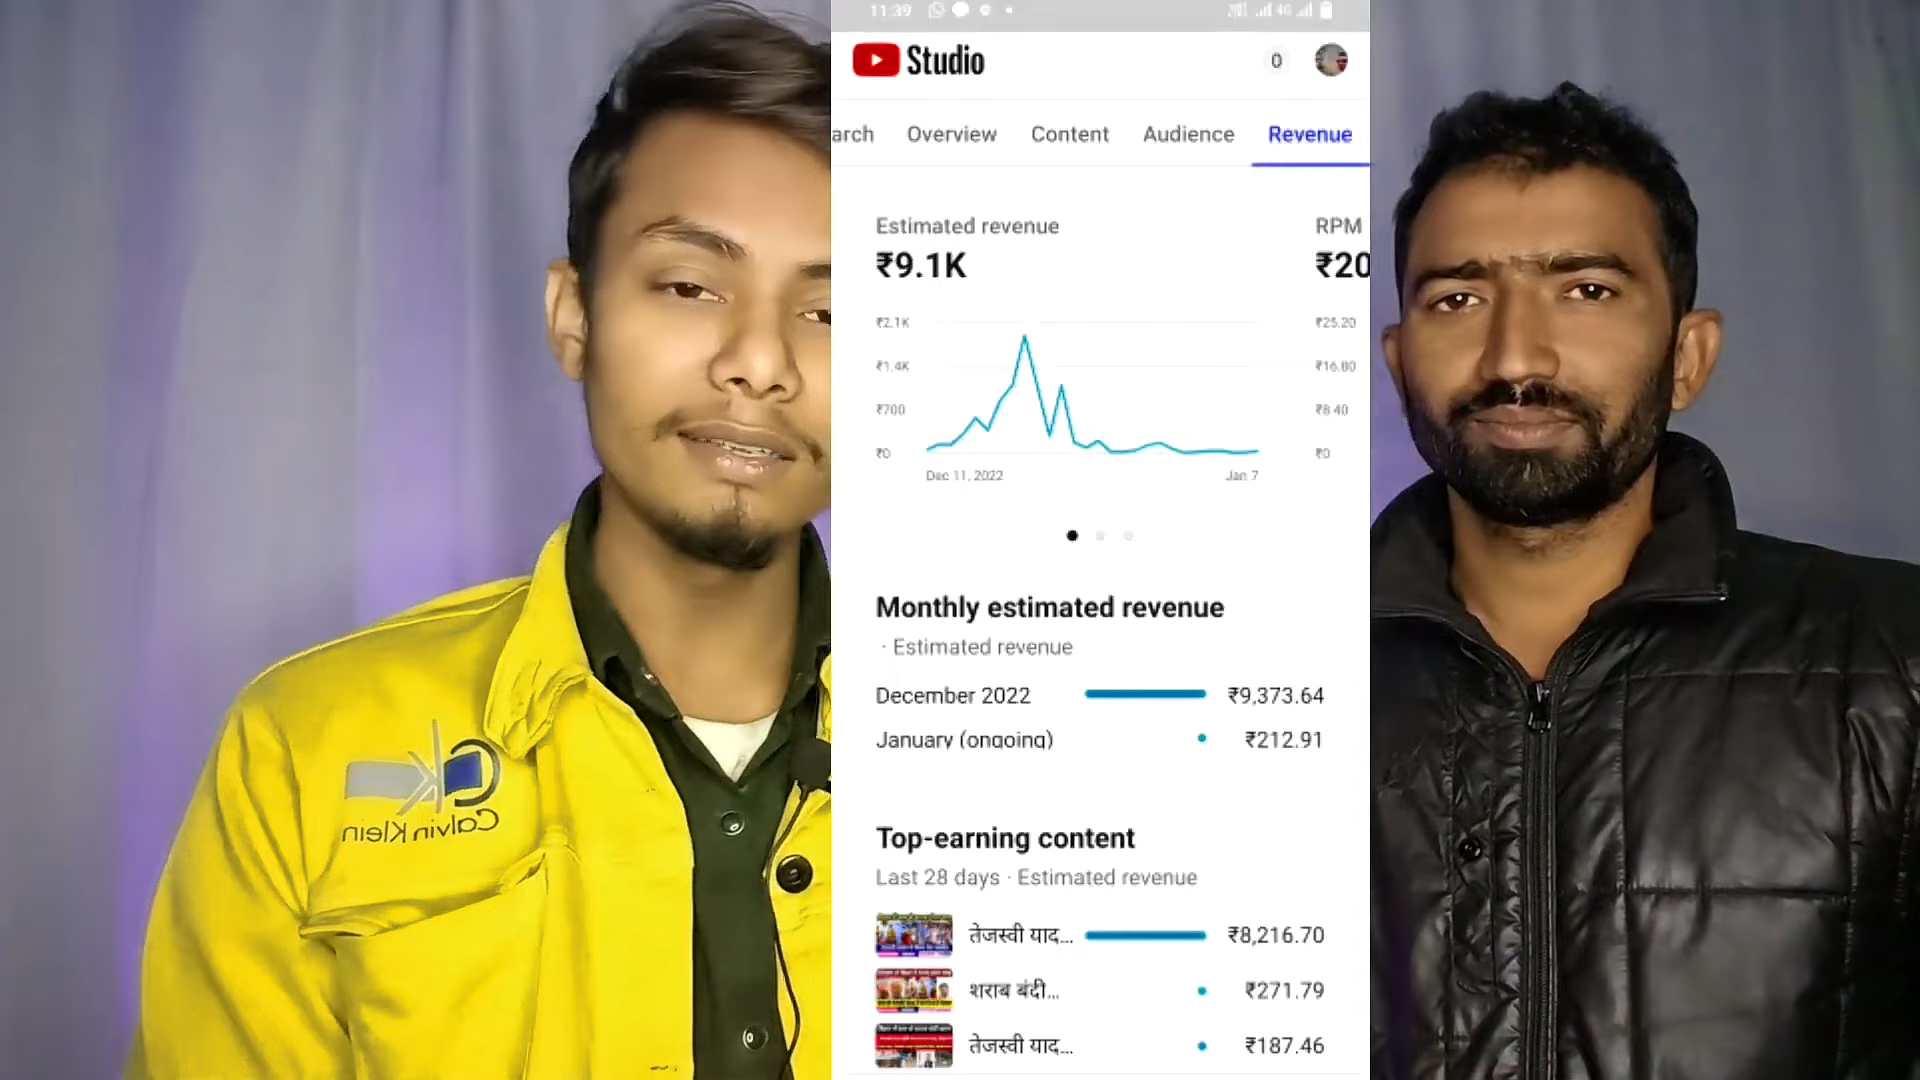 11:39
4G
Studio
0
arch Overview Content Audience Revenue
Estimated revenue RPM
₹9.1K ₹20
₹2.1K ₹25.20
₹1.4K ₹16.80
₹700 ₹8.40
₹0 ₹0
Dec 11, 2022 Jan 7
Monthly estimated revenue
· Estimated revenue
December 2022 ₹9,373.64
January (ongoing) ₹212.91
Top-earning content
Last 28 days · Estimated revenue
तेजस्वी याद... ₹8,216.70
शराब बंदी... ₹271.79
तेजस्वी याद... ₹187.46
ck
Calvin Klein